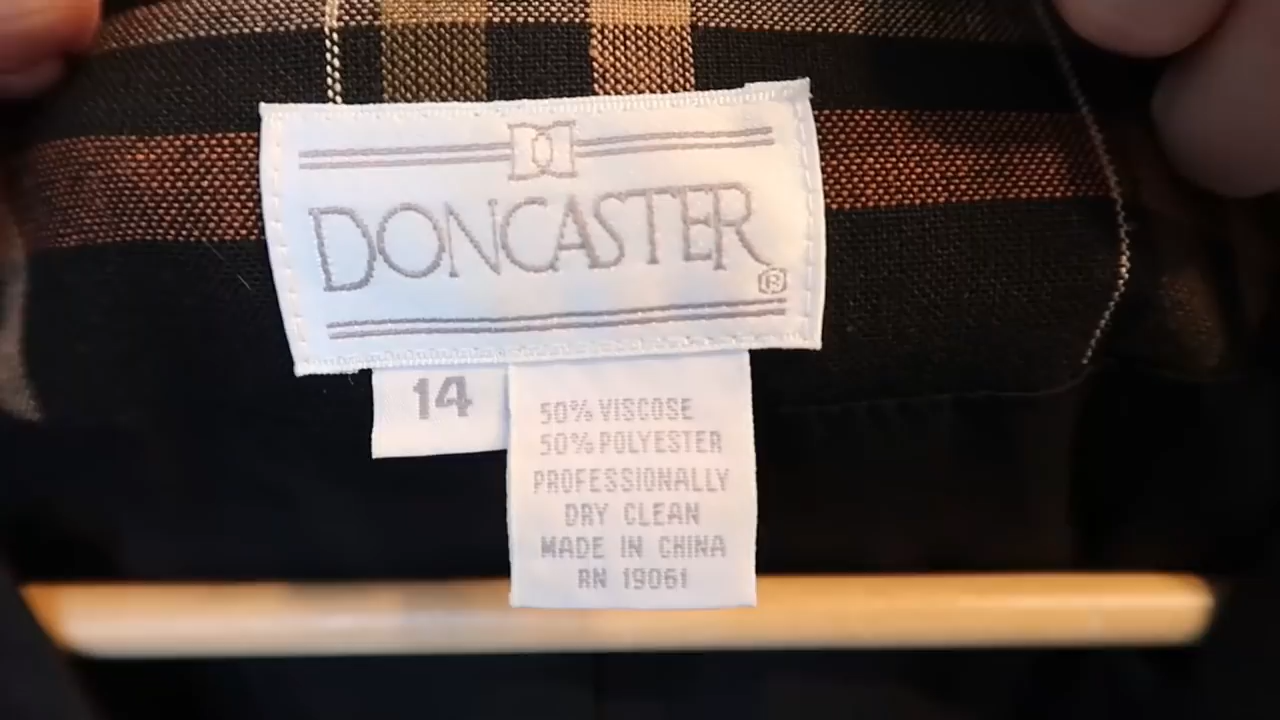 DONCASTER
®
14
50% VISCOSE
50% POLYESTER
PROFESSIONALLY
DRY CLEAN
MADE IN CHINA
RN 19061